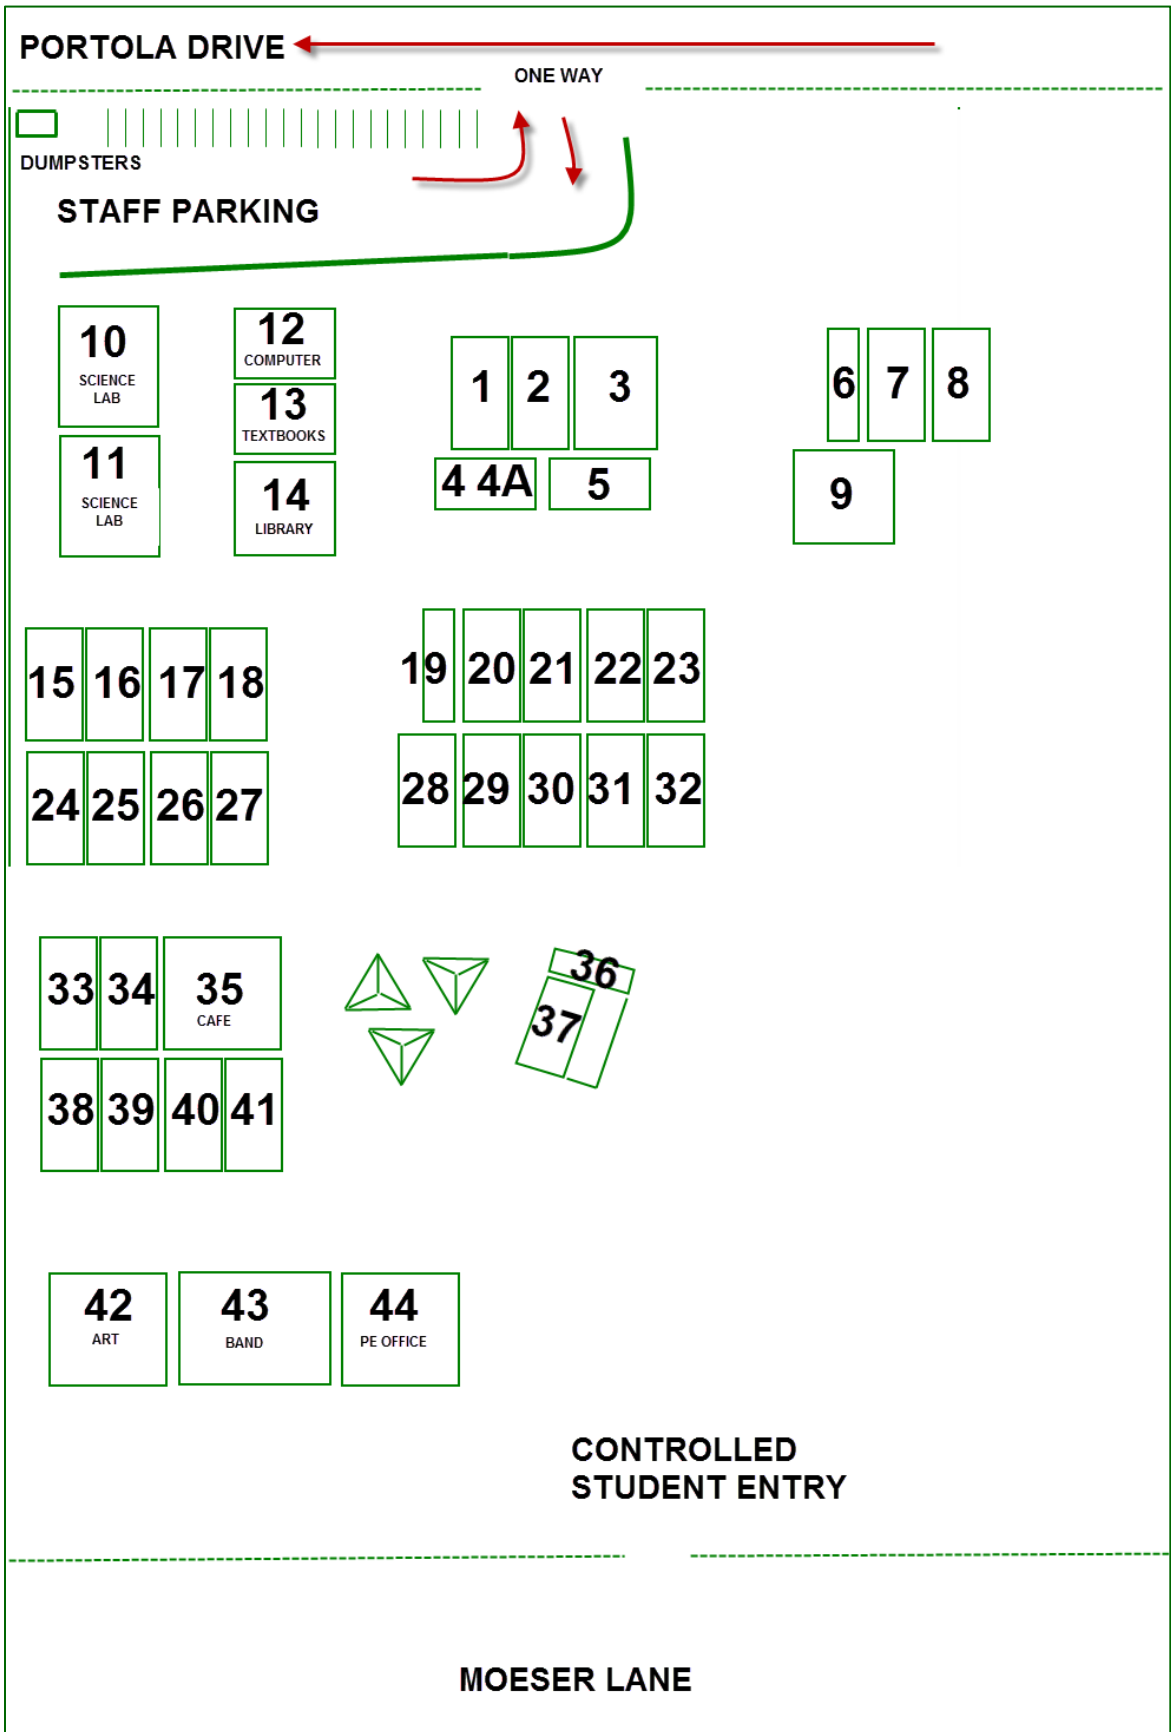 PORTOLA DRIVE
ONE WAY
DUMPSTERS
STAFF PARKING
10
SCIENCE
LAB
11
SCIENCE
LAB
12
COMPUTER
13
TEXTBOOKS
14
LIBRARY
1 2 3
4 4A 5
6 7 8
9
15 16 17 18
19 20 21 22 23
24 25 26 27
28 29 30 31 32
33 34 35
CAFE
36
37
38 39 40 41
42
ART
43
BAND
44
PE OFFICE
CONTROLLED
STUDENT ENTRY
MOESER LANE